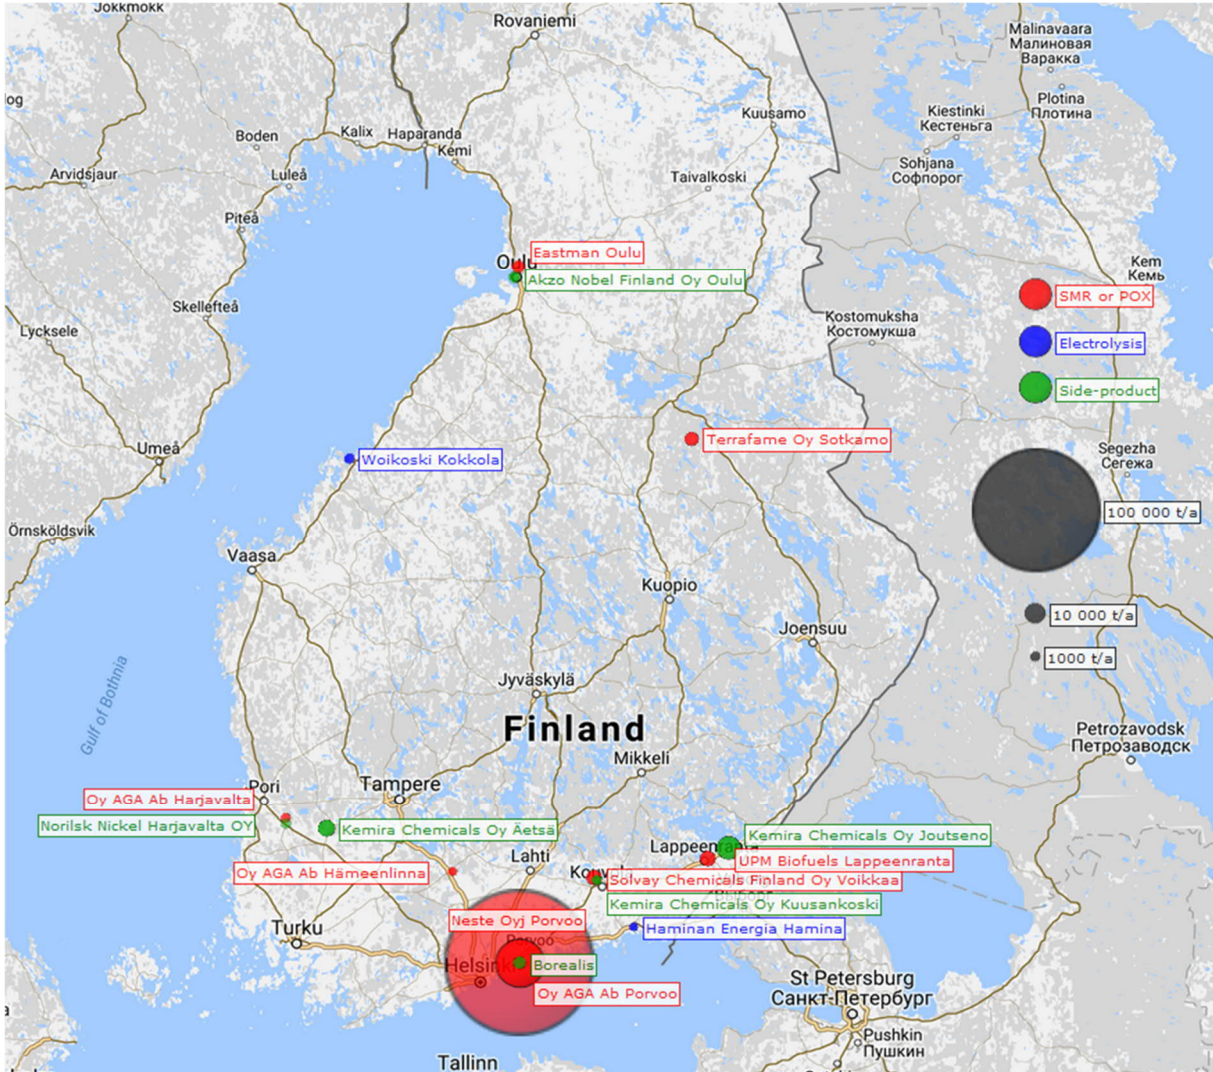 Jokkmokk
Rovaniemi
Malinavaara
Малиновая
Варакка
og
Plotina
Плотина
Kiestinki
Кестеньга
Kuusamo
Boden
Kalix
Haparanda
Kemi
Sohjana
Софпорог
Arvidsjaur
Luleå
Taivalkoski
Piteå
Eastman Oulu
Oulu
Akzo Nobel Finland Oy Oulu
Kem
Кемь
SMR or POX
Skellefteå
Kostomuksha
Костомукша
Lycksele
Electrolysis
Side-product
Umeå
Woikoski Kokkola
Terrafame Oy Sotkamo
Segezha
Сегежа
100 000 t/a
Örnsköldsvik
Vaasa
Kuopio
10 000 t/a
Joensuu
1000 t/a
Jyväskylä
Gulf of Bothnia
Finland
Petrozavodsk
Петрозаводск
Mikkeli
Pori
Tampere
Oy AGA Ab Harjavalta
Norilsk Nickel Harjavalta OY
Kemira Chemicals Oy Äetsä
Kemira Chemicals Oy Joutseno
Lappeenranta
Lahti
UPM Biofuels Lappeenranta
Oy AGA Ab Hämeenlinna
Kouvola
Solvay Chemicals Finland Oy Voikkaa
Kemira Chemicals Oy Kuusankoski
Neste Oyj Porvoo
Turku
Haminan Energia Hamina
Porvoo
Helsinki
Borealis
Oy AGA Ab Porvoo
St Petersburg
Санкт-Петербург
Pushkin
Пушкин
Tallinn